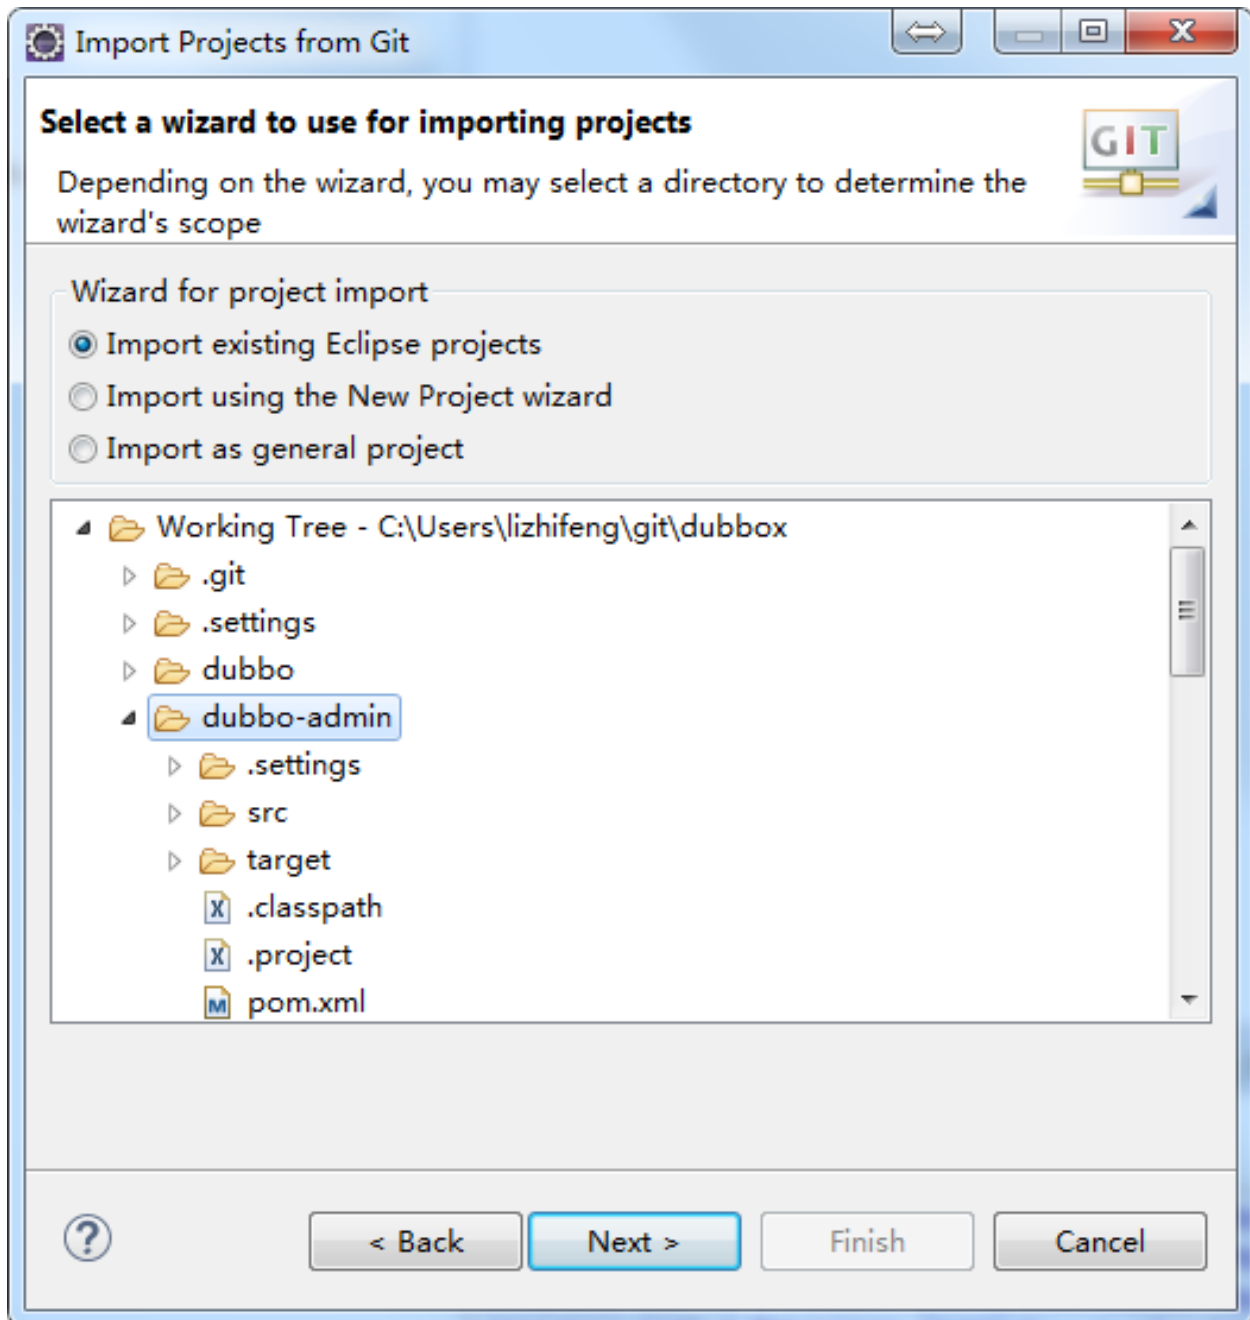 Import Projects from Git
Select a wizard to use for importing projects
GIT
Depending on the wizard, you may select a directory to determine the
wizard's scope
Wizard for project import
Import existing Eclipse projects
Import using the New Project wizard
Import as general project
Working Tree - C:\Users\lizhifeng\git\dubbox
.git
.settings
dubbo
dubbo-admin
.settings
src
target
.classpath
.project
pom.xml
< Back
Next >
Finish
Cancel